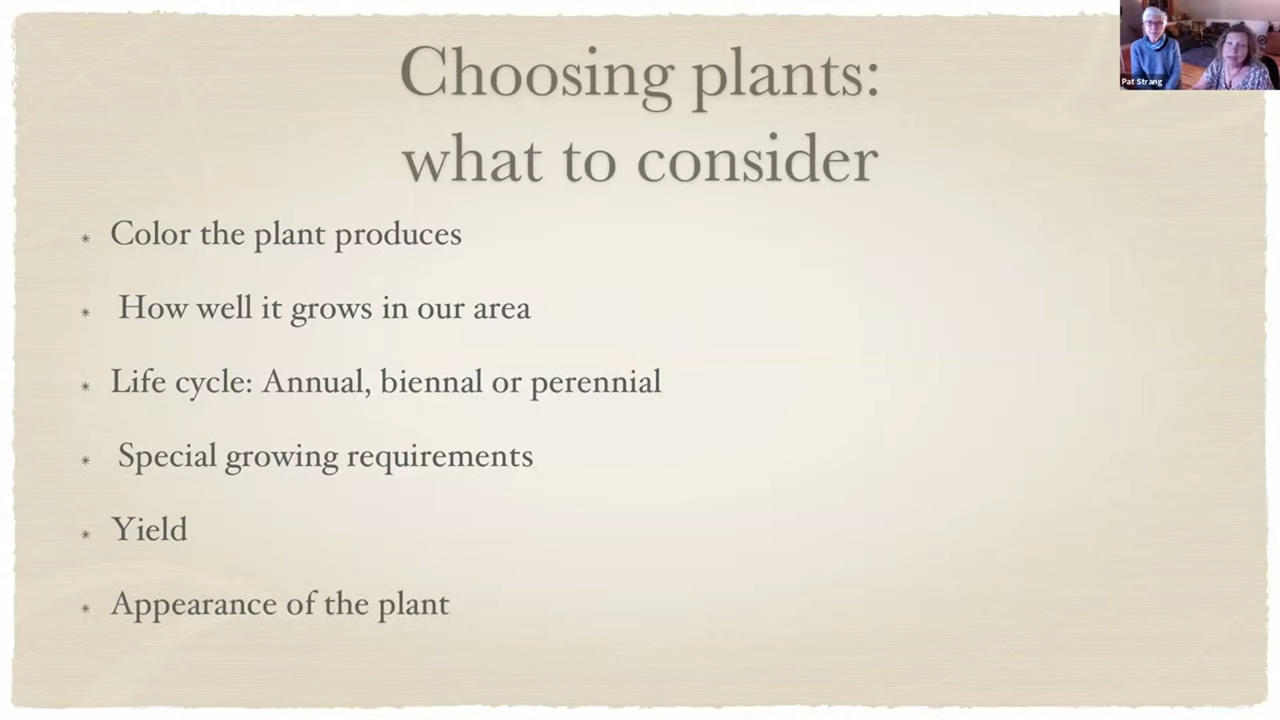 Choosing plants:
what to consider
Pat Strang
* Color the plant produces
* How well it grows in our area
* Life cycle: Annual, biennal or perennial
* Special growing requirements
* Yield
* Appearance of the plant